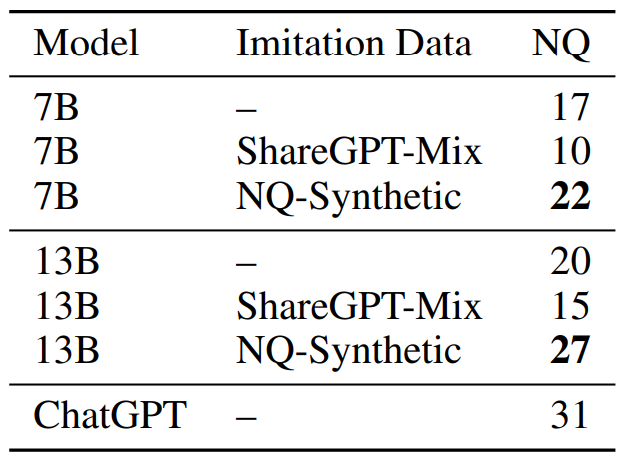 Model Imitation Data NQ
7B – 17
7B ShareGPT-Mix 10
7B NQ-Synthetic 22
13B – 20
13B ShareGPT-Mix 15
13B NQ-Synthetic 27
ChatGPT – 31